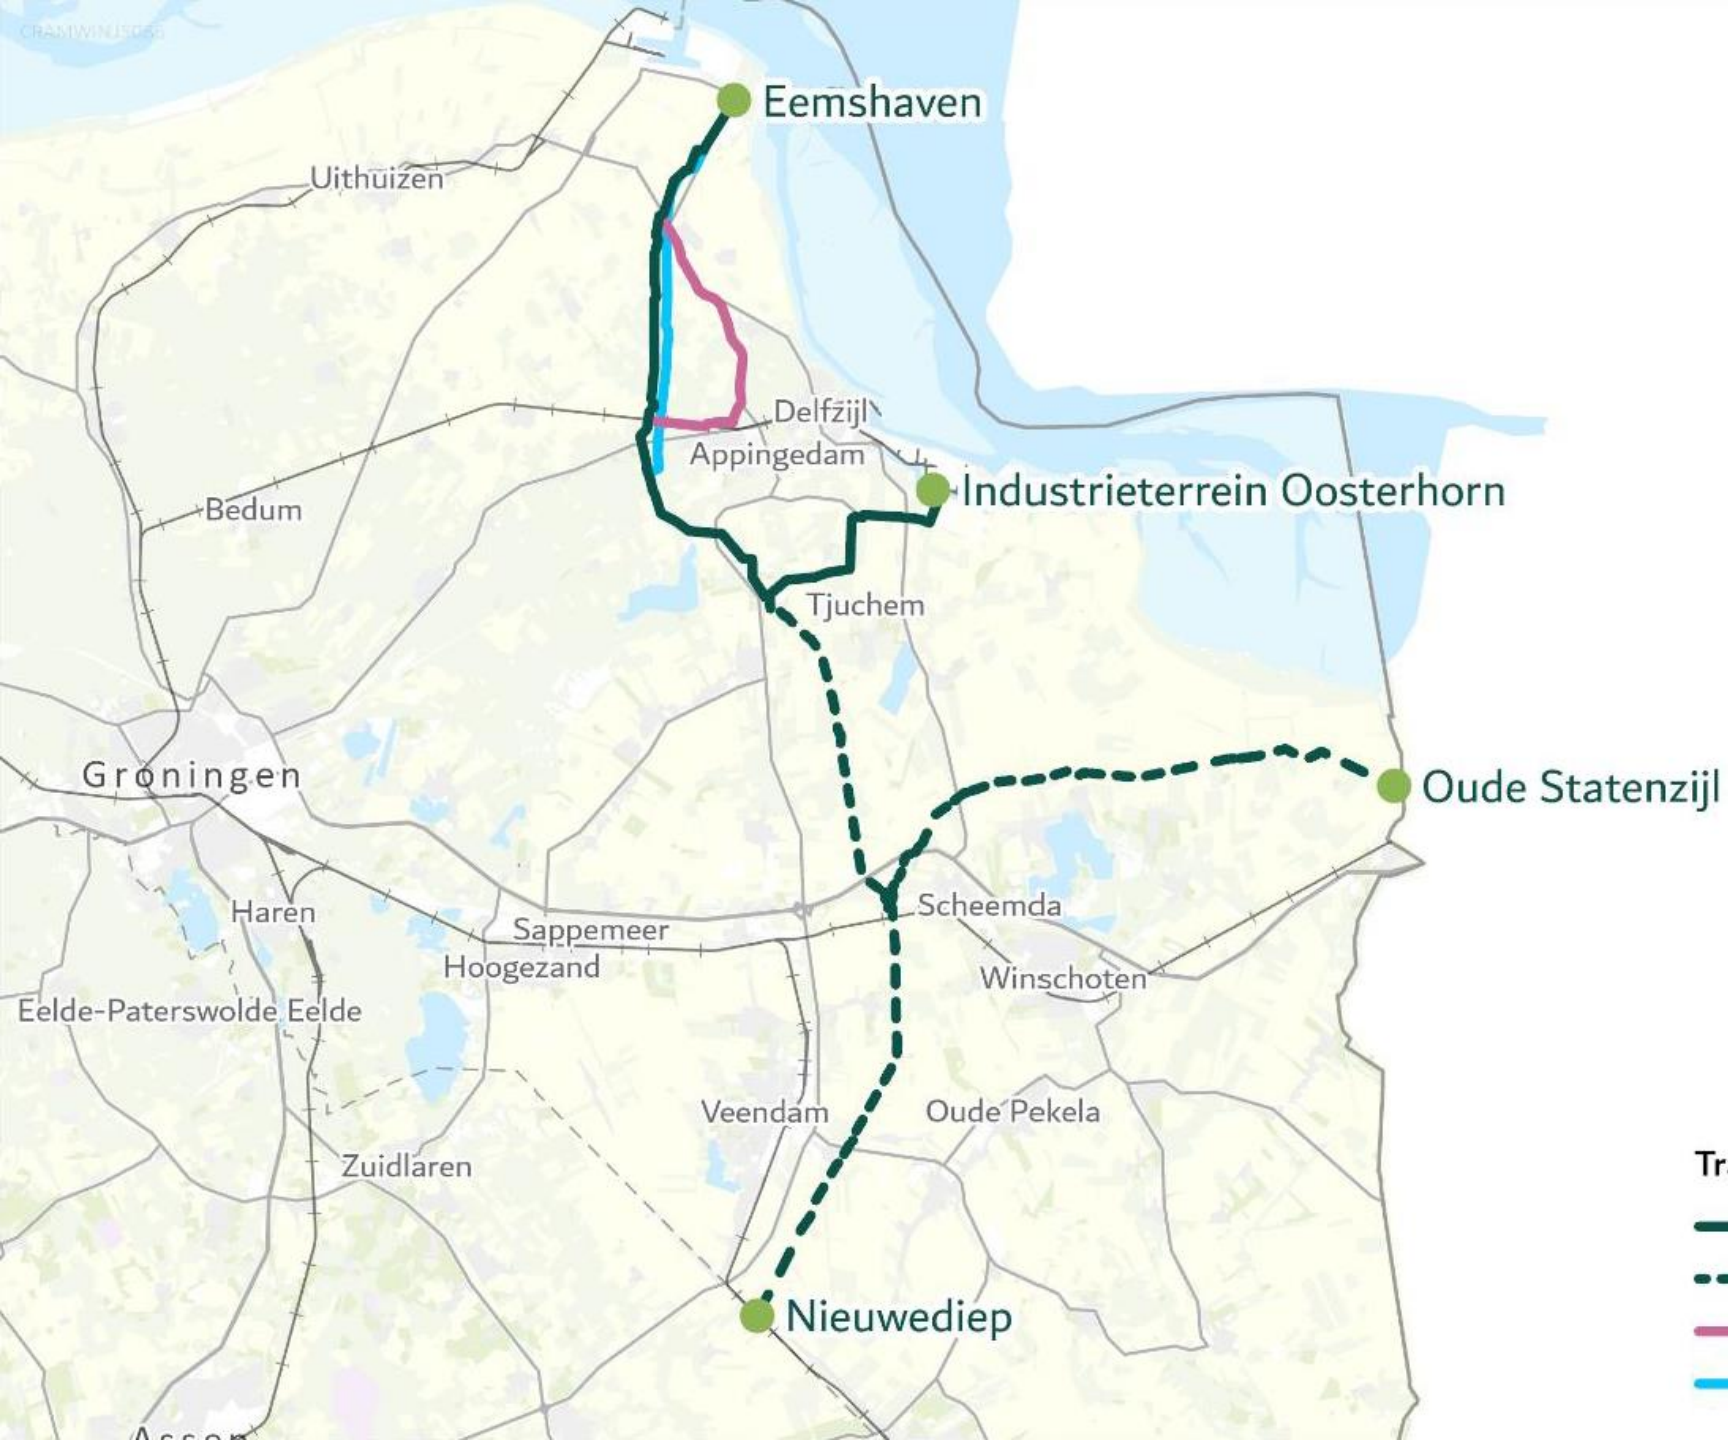 CRAMWINJS086
Eemshaven
Uithuizen
Delfzijl
Appingedam
Industrieterrein Oosterhorn
Bedum
Tjuchem
Groningen
Oude Statenzijl
Scheemda
Haren
Sappemeer
Hoogezand
Winschoten
Eelde-Paterswolde Eelde
Veendam
Oude Pekela
Zuidlaren
Nieuwediep